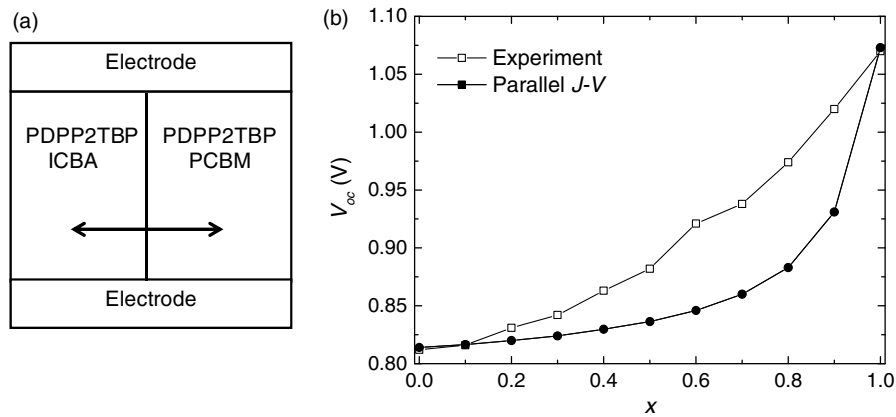 (a)
Electrode
PDPP2TBP PDPP2TBP
ICBA PCBM
Electrode
(b)
1.10
1.05
1.00
0.95
0.90
0.85
0.80
V_oc (V)
Experiment
Parallel J-V
0.0 0.2 0.4 0.6 0.8 1.0
x